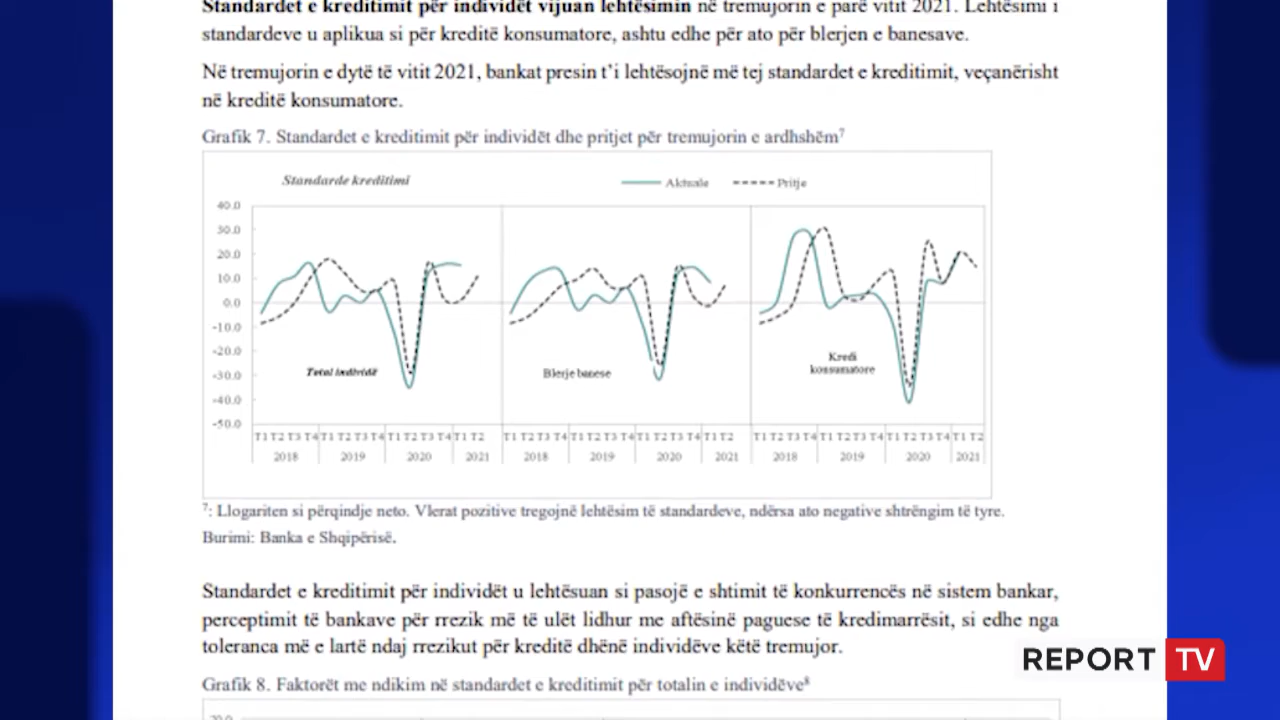 Standardet e kreditimit për individët vijuan lehtësimin në tremujorin e parë vitit 2021. Lehtësimi i
standardeve u aplikua si për kreditë konsumatore, ashtu edhe për ato për blerjen e banesave.
Në tremujorin e dytë të vitit 2021, bankat presin t'i lehtësojnë më tej standardet e kreditimit, veçanërisht
në kreditë konsumatore.
Grafik 7. Standardet e kreditimit për individët dhe pritjet për tremujorin e ardhshëm⁷
Standarde kreditimi
Aktuale Pritje
40.0
30.0
20.0
10.0
0.0
-10.0
-20.0
-30.0
-40.0
-50.0
Total individë
Blerje banese
Kredi
konsumatore
T1 T2 T3 T4 T1 T2 T3 T4 T1 T2 T3 T4 T1 T2 T1 T2 T3 T4 T1 T2 T3 T4 T1 T2 T3 T4 T1 T2 T1 T2 T3 T4 T1 T2 T3 T4 T1 T2 T3 T4 T1 T2
2018 2019 2020 2021 2018 2019 2020 2021 2018 2019 2020 2021
⁷: Llogariten si përqindje neto. Vlerat pozitive tregojnë lehtësim të standardeve, ndërsa ato negative shtrëngim të tyre.
Burimi: Banka e Shqipërisë.
Standardet e kreditimit për individët u lehtësuan si pasojë e shtimit të konkurrencës në sistem bankar,
perceptimit të bankave për rrezik më të ulët lidhur me aftësinë paguese të kredimarrësit, si edhe nga
toleranca më e lartë ndaj rrezikut për kreditë dhënë individëve këtë tremujor.
REPORT TV
Grafik 8. Faktorët me ndikim në standardet e kreditimit për totalin e individëve⁸